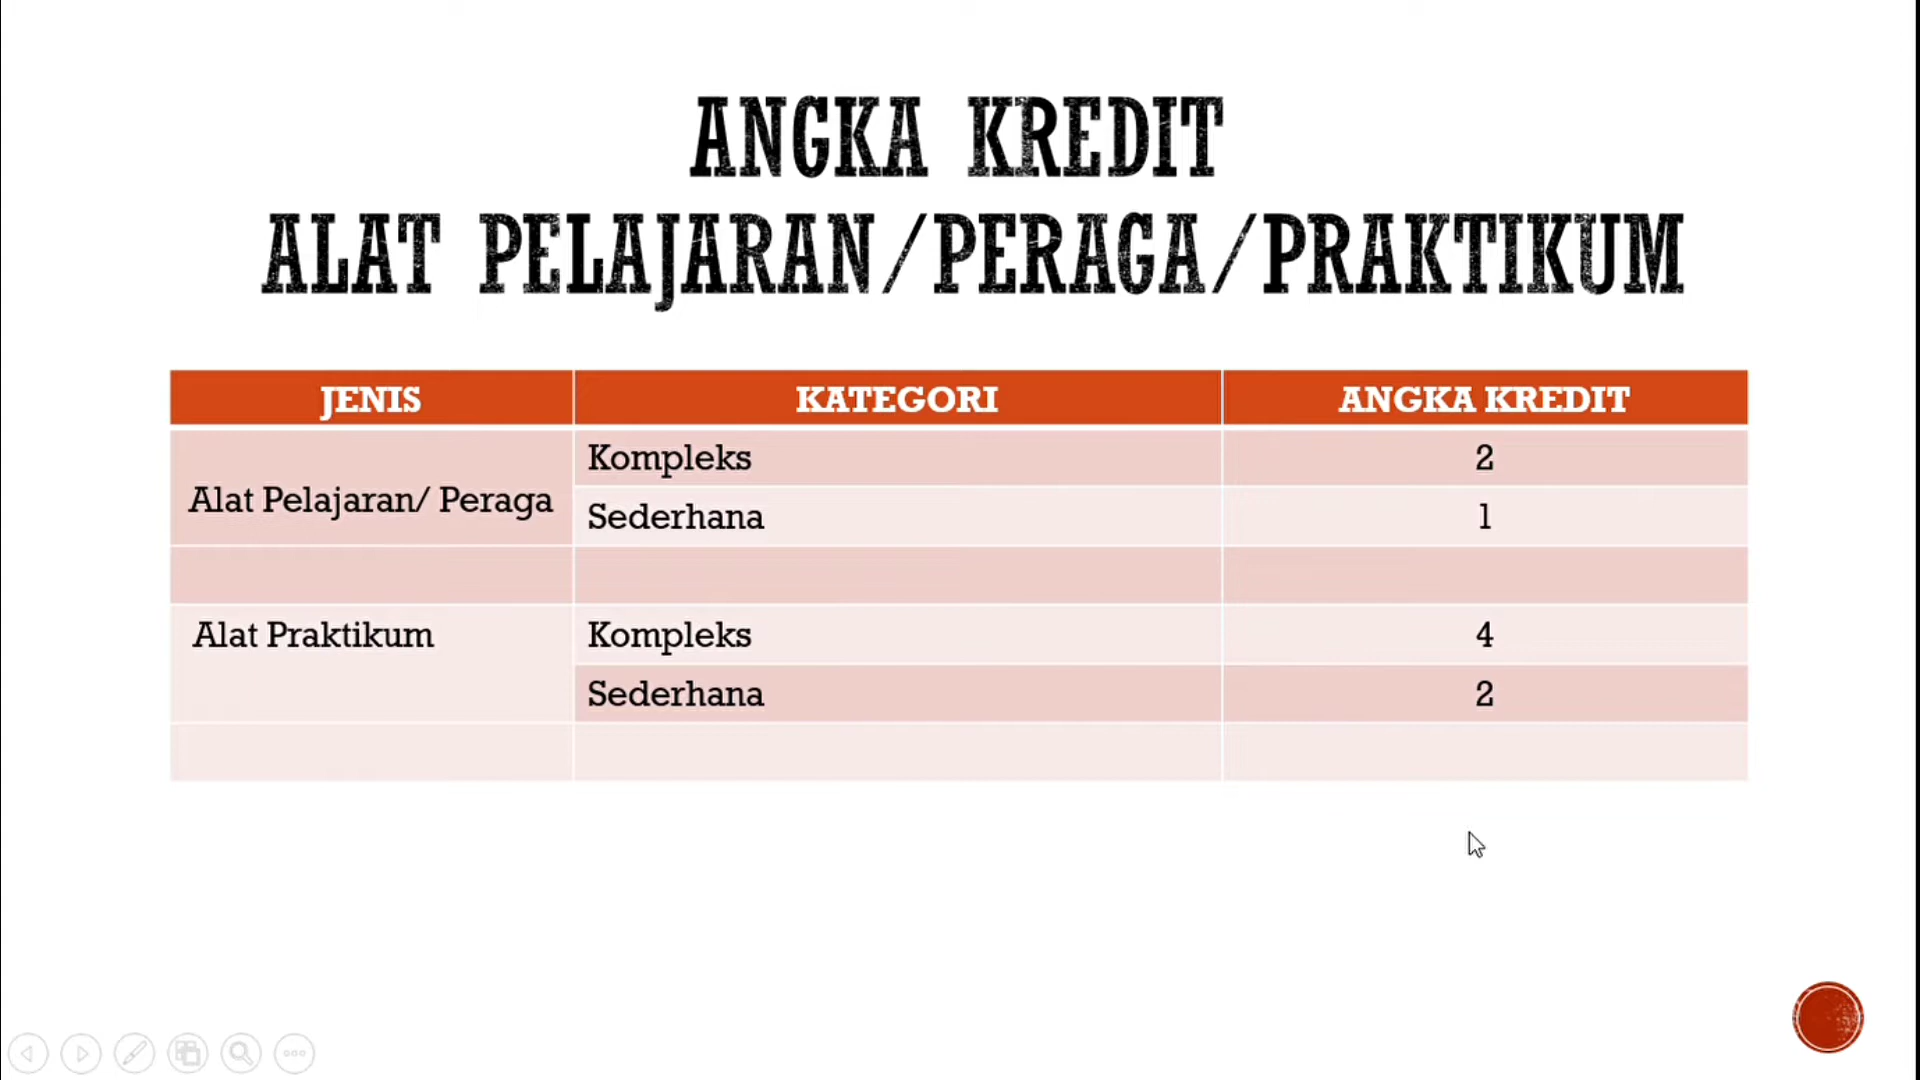 ANGKA KREDIT
ALAT PELAJARAN/PERAGA/PRAKTIKUM
JENIS KATEGORI ANGKA KREDIT
Alat Pelajaran/ Peraga Kompleks 2
Sederhana 1
Alat Praktikum Kompleks 4
Sederhana 2